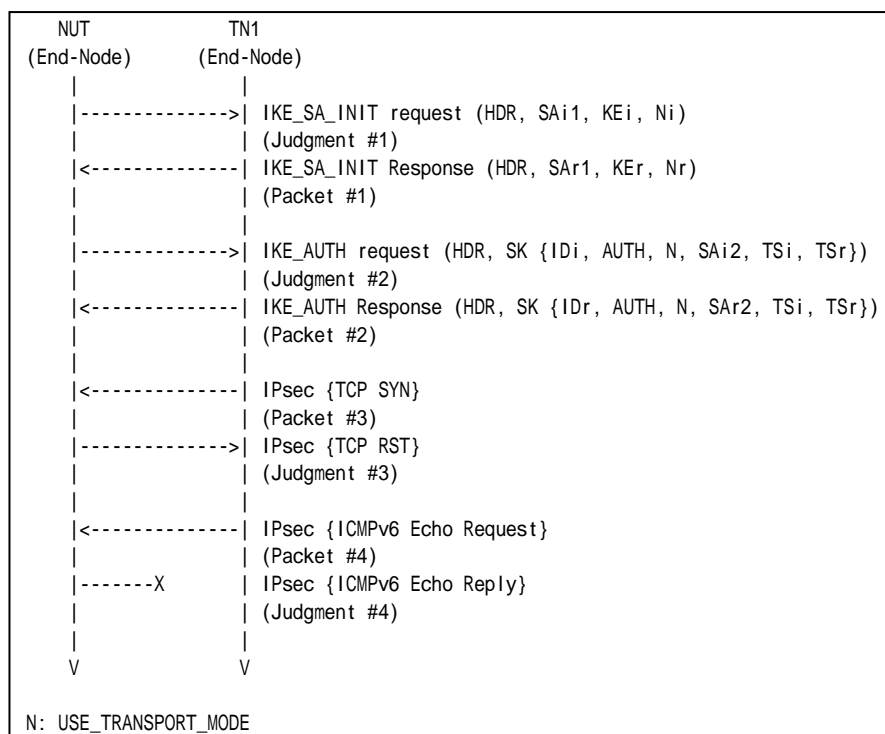 NUT TN1
(End-Node) (End-Node)
| |
|-------------->| IKE_SA_INIT request (HDR, SAi1, KEi, Ni)
| | (Judgment #1)
|<--------------| IKE_SA_INIT Response (HDR, SAr1, KEr, Nr)
| | (Packet #1)
| |
|-------------->| IKE_AUTH request (HDR, SK {IDi, AUTH, N, SAi2, TSi, TSr})
| | (Judgment #2)
|<--------------| IKE_AUTH Response (HDR, SK {IDr, AUTH, N, SAr2, TSi, TSr})
| | (Packet #2)
| |
|<--------------| IPsec {TCP SYN}
| | (Packet #3)
|-------------->| IPsec {TCP RST}
| | (Judgment #3)
| |
|<--------------| IPsec {ICMPv6 Echo Request}
| | (Packet #4)
|-------X | IPsec {ICMPv6 Echo Reply}
| | (Judgment #4)
| |
V V
N: USE_TRANSPORT_MODE